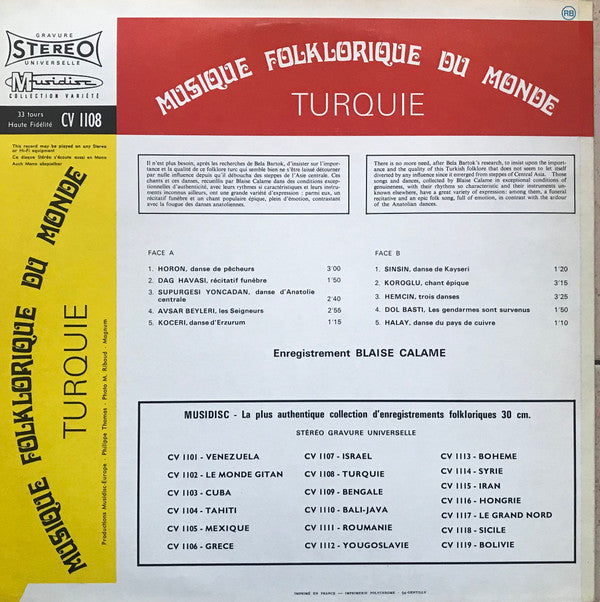 GRAVURE
STEREO
UNIVERSELLE
Musidisc
COLLECTION VARIÉTÉ
33 tours
Haute Fidélité CV 1108
This record may be played on any Stereo
or Hi-Fi equipment
Ce disque Stéréo s'écoute aussi en Mono
Auch Mono abspielbar
RB
MUSIQUE FOLKLORIQUE DU MONDE
TURQUIE
Il n'est plus besoin, après les recherches de Bela Bartok, d'insister sur l'impor-
tance et la qualité de ce folklore turc qui semble bien ne s'être laissé détourner
par nulle influence depuis qu'il déboucha des steppes de l'Asie centrale. Ces
chants et ces danses, recueillis par Blaise Calame dans des conditions excep-
tionnelles d'authenticité, avec leurs rythmes si caractéristiques et leurs instru-
ments inconnus ailleurs, ont une grande variété d'expression : parmi eux, un
récitatif funèbre et un chant populaire épique, plein d'émotion, contrastant
avec la fougue des danses anatoliennes.
There is no more need, after Bela Bartok's research, to insist upon the import-
ance and the quality of this Turkish folklore that does not seem to let itself
diverted by any influence since it emerged from steppes of Central Asia. Those
songs and dances, collected by Blaise Calame in exceptional conditions of
genuineness, with their rhythms so characteristic and their instruments un-
known elsewhere, have a great variety of expression; among them, a funeral
recitative and an epic folk song, full of emotion, in contrast with the ardour
of the Anatolian dances.
FACE A
1. HORON, danse de pêcheurs 3'00
2. DAG HAVASI, récitatif funèbre 1'50
3. SUPURGESI YONCADAN, danse d'Anatolie
centrale 2'40
4. AVSAR BEYLERI, les Seigneurs 2'55
5. KOCERI, danse d'Erzurum 1'15
FACE B
1. SINSIN, danse de Kayseri 1'20
2. KOROGLU, chant épique 3'15
3. HEMCIN, trois danses 3'25
4. DOL BASTI, Les gendarmes sont survenus 1'50
5. HALAY, danse du pays de cuivre 1'10
Enregistrement BLAISE CALAME
MUSIDISC - La plus authentique collection d'enregistrements folkloriques 30 cm.
STÉRÉO GRAVURE UNIVERSELLE
CV 1101 - VENEZUELA
CV 1102 - LE MONDE GITAN
CV 1103 - CUBA
CV 1104 - TAHITI
CV 1105 - MEXIQUE
CV 1106 - GRECE
CV 1107 - ISRAEL
CV 1108 - TURQUIE
CV 1109 - BENGALE
CV 1110 - BALI-JAVA
CV 1111 - ROUMANIE
CV 1112 - YOUGOSLAVIE
CV 1113 - BOHEME
CV 1114 - SYRIE
CV 1115 - IRAN
CV 1116 - HONGRIE
CV 1117 - LE GRAND NORD
CV 1118 - SICILE
CV 1119 - BOLIVIE
MUSIQUE FOLKLORIQUE DU MONDE
TURQUIE
Productions Musidisc-Europe - Philippe Thomas - Photo M. Riboud - Magnum
IMPRIMÉ EN FRANCE — IMPRIMERIE POLYCHROME - 94-GENTILLY